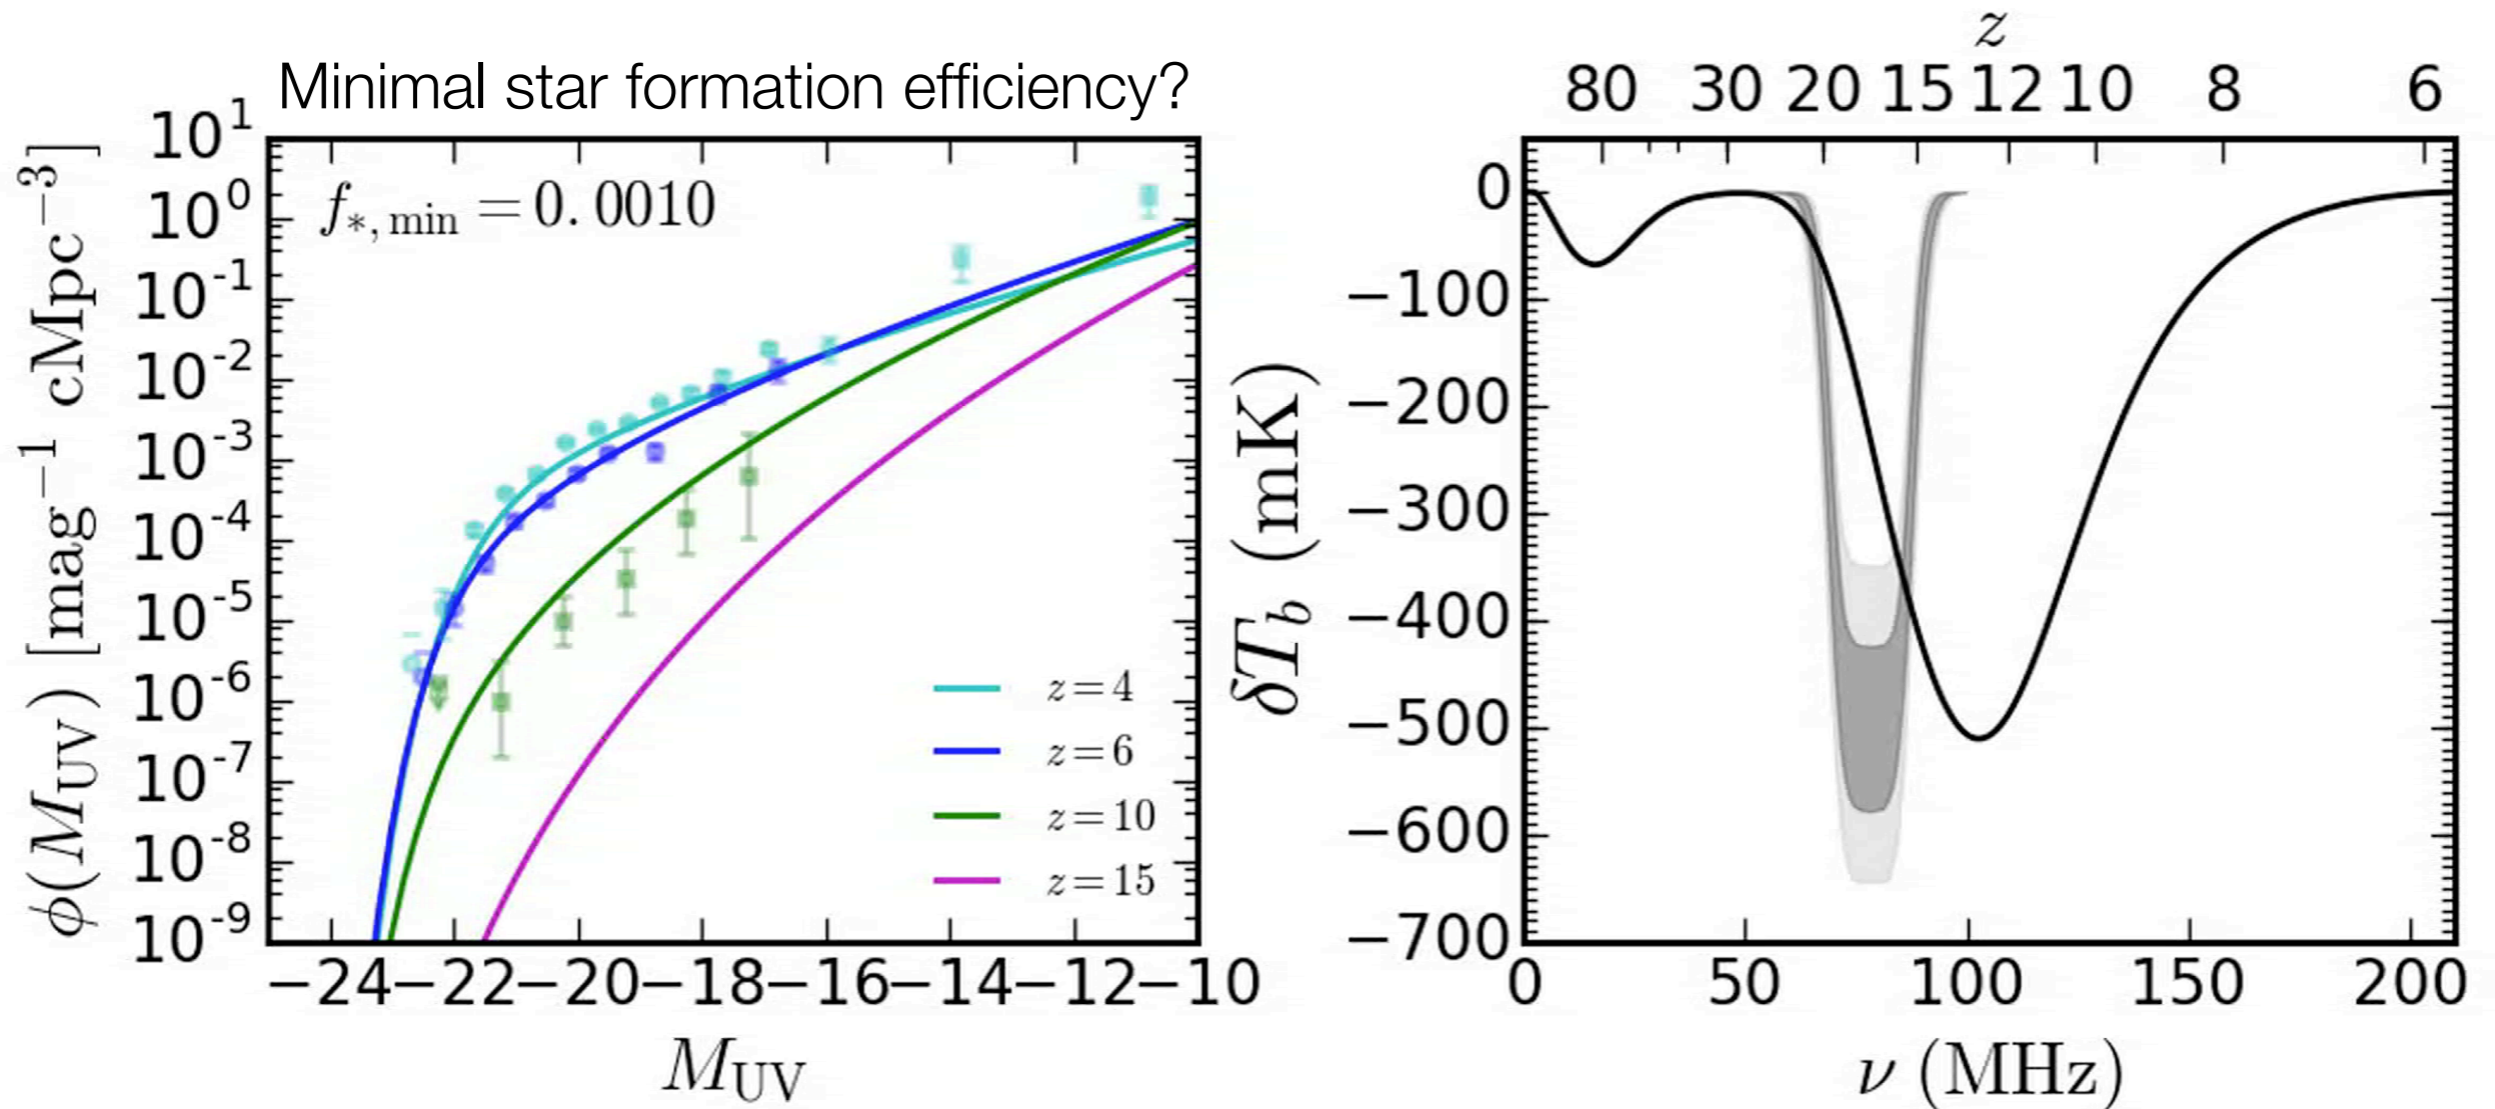 Minimal star formation efficiency?
f*, min = 0.0010
10^1
10^0
10^-1
10^-2
10^-3
10^-4
10^-5
10^-6
10^-7
10^-8
10^-9
ϕ(M_UV) [mag^−1 cMpc^−3]
z=4
z=6
z=10
z=15
−24 −22 −20 −18 −16 −14 −12 −10
M_UV
z
80 30 20 15 12 10 8 6
0
−100
−200
−300
−400
−500
−600
−700
δT_b (mK)
0 50 100 150 200
ν (MHz)